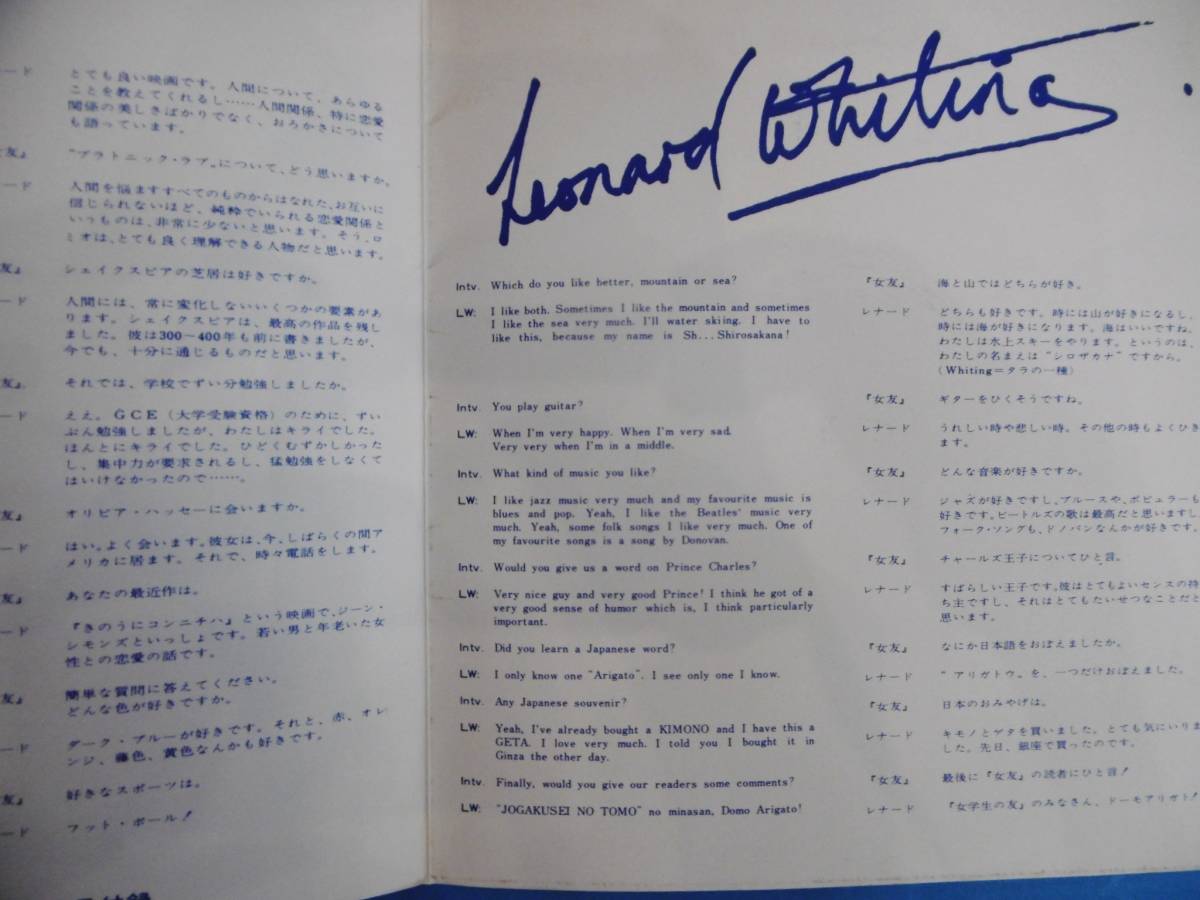 ード とても良い映画です。人間について、あらゆる
ことを教えてくれるし……人間関係、特に恋愛
関係の美しさばかりでなく、おろかさについて
も語っています。
女友』 "プラトニック・ラブ"について、どう思いますか。
ード 人間を悩ますすべてのものからはなれた、お互いに
信じられないほど、純粋でいられる恋愛関係と
いうものは、非常に少ないと思います。そう、ロ
ミオは、とても良く理解できる人物だと思います。
友』 シェイクスピアの芝居は好きですか。
ード 人間には、常に変化しないいくつかの要素があ
ります。シェイクスピアは、最高の作品を残し
ました。彼は300〜400年も前に書きましたが、
今でも、十分に通じるものだと思います。
友』 それでは、学校でずい分勉強しましたか。
ード ええ。GCE（大学受験資格）のために、ずい
ぶん勉強しましたが、わたしはキライでした。
ほんとにキライでした。ひどくむずかしかった
し、集中力が要求されるし、猛勉強をしなくて
はいけなかったので……。
友』 オリビア・ハッセーに会いますか。
ード はい。よく会います。彼女は、今、しばらくの間ア
メリカに居ます。それで、時々電話をします。
友』 あなたの最近作は。
ード 『きのうにコンニチハ』という映画で、ジーン・
シモンズといっしょです。若い男と年老いた女
性との恋愛の話です。
友』 簡単な質問に答えてください。
どんな色が好きですか。
ード ダーク・ブルーが好きです。それと、赤、オレ
ンジ、藤色、黄色なんかも好きです。
友』 好きなスポーツは。
ード フット・ボール！
Leonard Whiting
Intv. Which do you like better, mountain or sea?
LW: I like both. Sometimes I like the mountain and sometimes
I like the sea very much. I'll water skiing. I have to
like this, because my name is Sh...Shirosakana!
Intv. You play guitar?
LW: When I'm very happy. When I'm very sad.
Very very when I'm in a middle.
Intv. What kind of music you like?
LW: I like jazz music very much and my favourite music is
blues and pop. Yeah, I like the Beatles' music very
much. Yeah, some folk songs I like very much. One of
my favourite songs is a song by Donovan.
Intv. Would you give us a word on Prince Charles?
LW: Very nice guy and very good Prince! I think he got of a
very good sense of humor which is, I think particularly
important.
Intv. Did you learn a Japanese word?
LW: I only know one "Arigato". I see only one I know.
Intv. Any Japanese souvenir?
LW: Yeah, I've already bought a KIMONO and I have this a
GETA. I love very much. I told you I bought it in
Ginza the other day.
Intv. Finally, would you give our readers some comments?
LW: "JOGAKUSEI NO TOMO" no minasan, Domo Arigato!
『女友』 海と山ではどちらが好き。
レナード どちらも好きです。時には山が好きになるし、
時には海が好きになります。海はいいですね。
わたしは水上スキーをやります。というのは、
わたしの名まえは "シロザカナ" ですから。
（Whiting＝タラの一種）
『女友』 ギターをひくそうですね。
レナード うれしい時や悲しい時。その他の時もよくひき
ます。
『女友』 どんな音楽が好きですか。
レナード ジャズが好きですし、ブルースや、ポピュラーも
好きです。ビートルズの歌は最高だと思いますし
フォーク・ソングも、ドノバンなんかが好きです。
『女友』 チャールズ王子についてひと言。
レナード すばらしい王子です。彼はとてもよいセンスの持
ち主ですし、それはとてもたいせつなことだと
思います。
『女友』 なにか日本語をおぼえましたか。
レナード "アリガトウ"を、一つだけおぼえました。
『女友』 日本のおみやげは。
レナード キモノとゲタを買いました。とても気にいりま
した。先日、銀座で買ったのです。
『女友』 最後に『女友』の読者にひと言！
レナード 『女学生の友』のみなさん、ドーモアリガト！